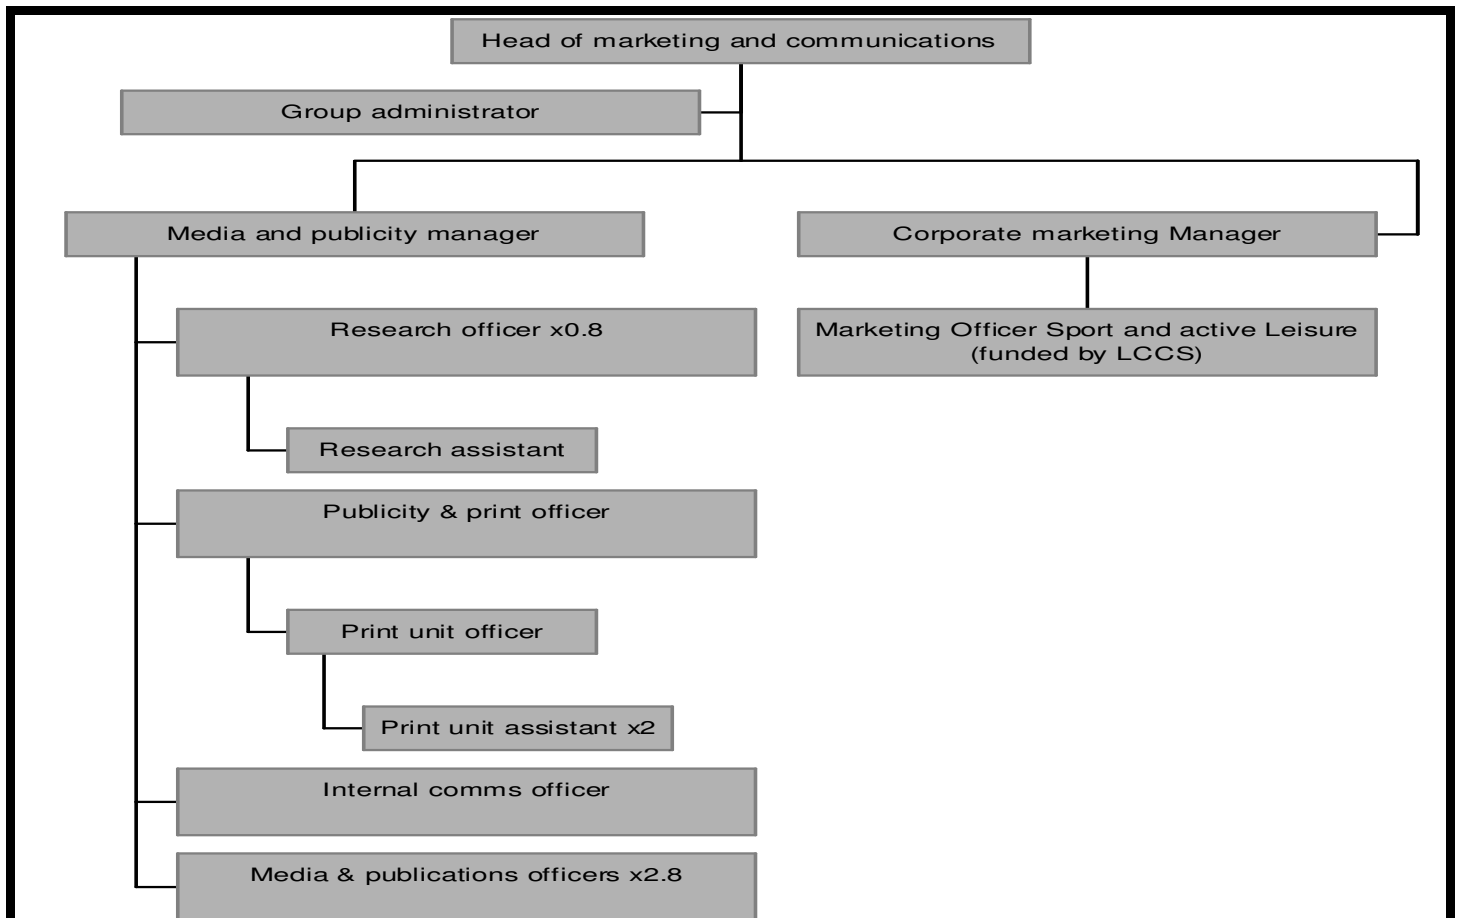 Head of marketing and communications
Group administrator
Media and publicity manager
Corporate marketing Manager
Research officer x0.8
Marketing Officer Sport and active Leisure
(funded by LCCS)
Research assistant
Publicity & print officer
Print unit officer
Print unit assistant x2
Internal comms officer
Media & publications officers x2.8